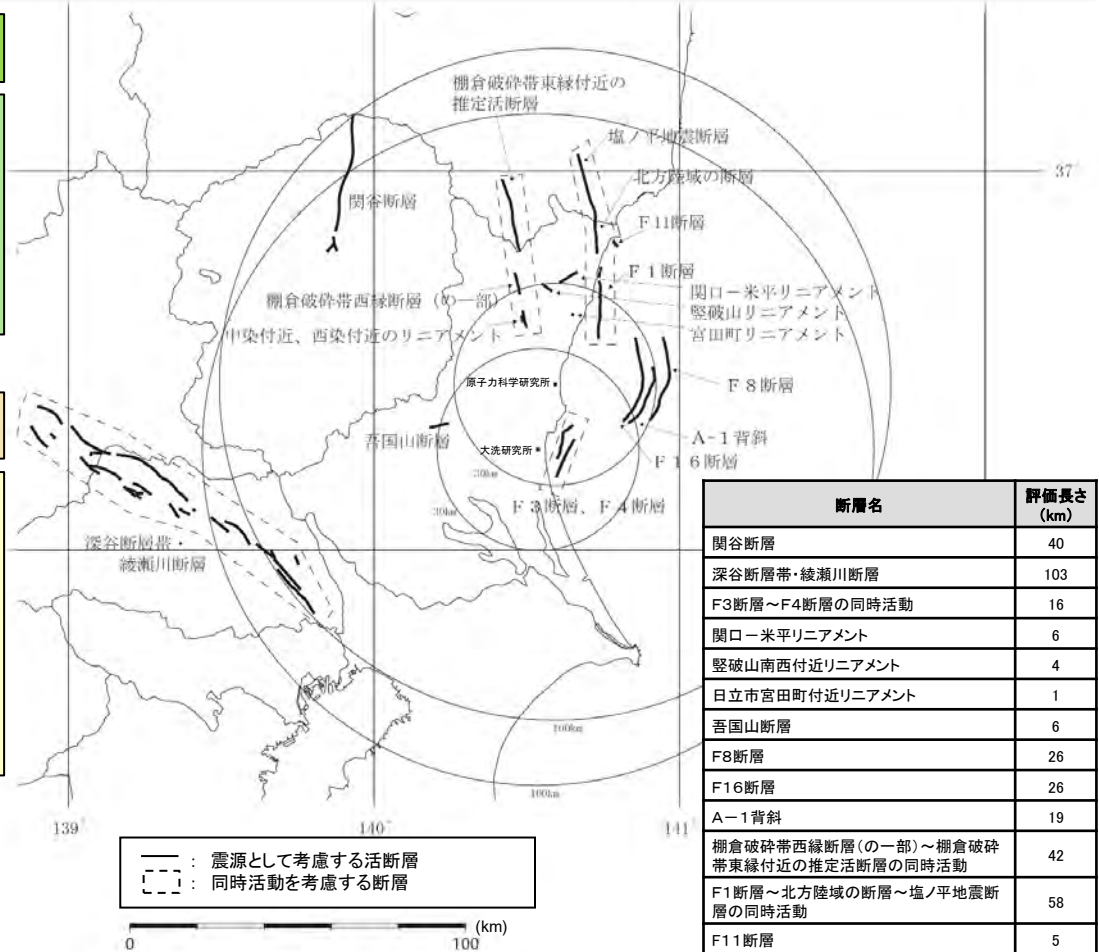 棚倉破砕帯東縁付近の
推定活断層
塩ノ平地震断層
37°
北方陸域の断層
関谷断層
F11断層
F1断層
関口ー米平リニアメント
棚倉破砕帯西縁断層(の一部)
竪破山リニアメント
宮田町リニアメント
中染付近、西染付近のリニアメント
原子力科学研究所
F8断層
吾国山断層
A-1背斜
大洗研究所
F16断層
30km
30km
F3断層、F4断層
深谷断層帯・
綾瀬川断層
100km
100km
139°
140°
141°
断層名 評価長さ
(km)
関谷断層 40
深谷断層帯・綾瀬川断層 103
F3断層～F4断層の同時活動 16
関口ー米平リニアメント 6
竪破山南西付近リニアメント 4
日立市宮田町付近リニアメント 1
吾国山断層 6
F8断層 26
F16断層 26
A-1背斜 19
棚倉破砕帯西縁断層(の一部)～棚倉破砕
帯東縁付近の推定活断層の同時活動 42
F1断層～北方陸域の断層～塩ノ平地震断
層の同時活動 58
F11断層 5
: 震源として考慮する活断層
: 同時活動を考慮する断層
(km)
0 100